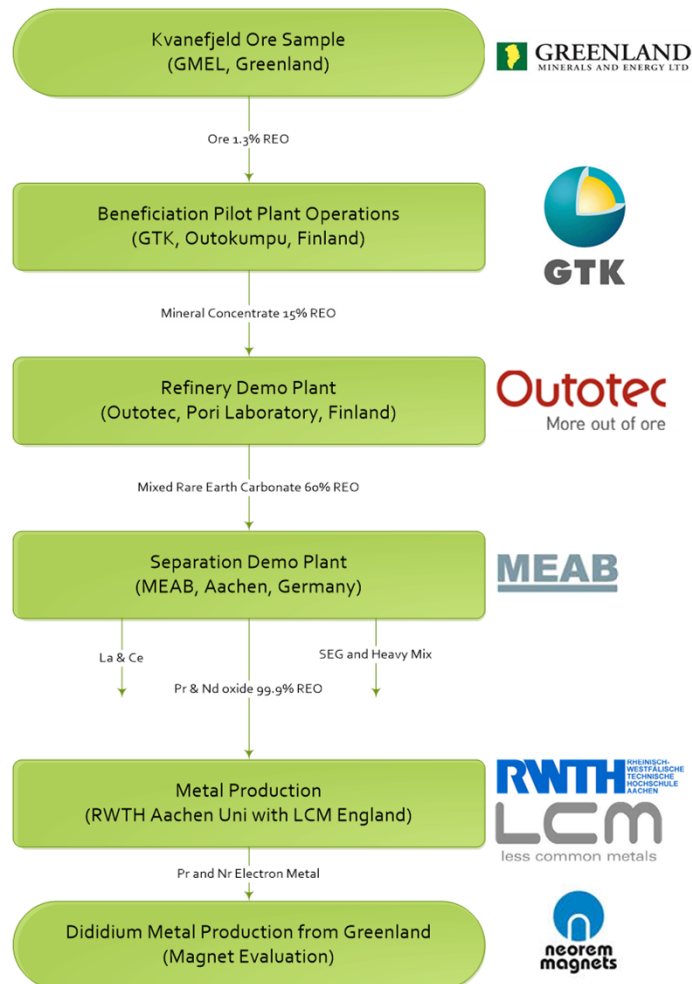 Kvanefjeld Ore Sample
(GMEL, Greenland)
GREENLAND
MINERALS AND ENERGY LTD
Ore 1.3% REO
Beneficiation Pilot Plant Operations
(GTK, Outokumpu, Finland)
GTK
Mineral Concentrate 15% REO
Refinery Demo Plant
(Outotec, Pori Laboratory, Finland)
Outotec
More out of ore
Mixed Rare Earth Carbonate 60% REO
Separation Demo Plant
(MEAB, Aachen, Germany)
MEAB
La & Ce
SEG and Heavy Mix
Pr & Nd oxide 99.9% REO
Metal Production
(RWTH Aachen Uni with LCM England)
RWTH
RHEINISCH-
WESTFÄLISCHE
TECHNISCHE
HOCHSCHULE
AACHEN
LCM
less common metals
Pr and Nr Electron Metal
Dididium Metal Production from Greenland
(Magnet Evaluation)
neorem
magnets